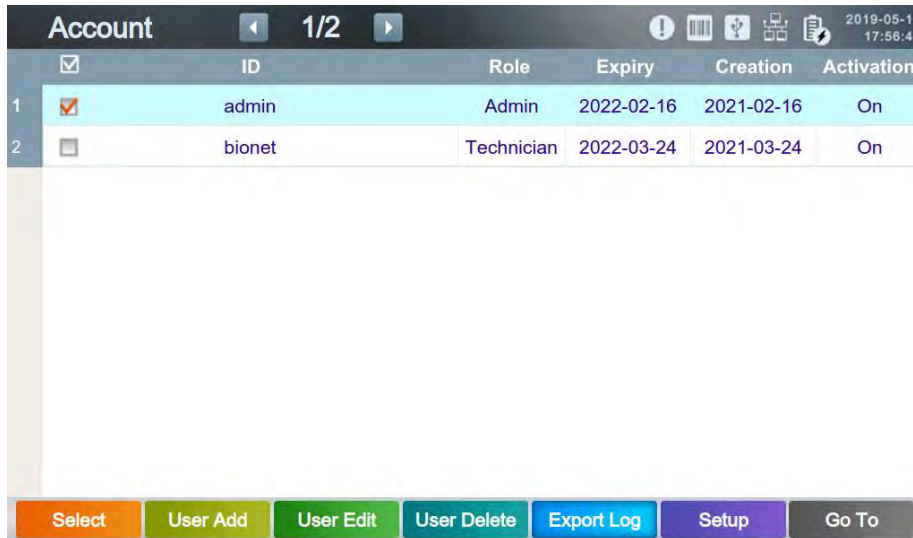 Account 1/2 2019-05-1
17:56:4
ID Role Expiry Creation Activation
1 admin Admin 2022-02-16 2021-02-16 On
2 bionet Technician 2022-03-24 2021-03-24 On
Select User Add User Edit User Delete Export Log Setup Go To